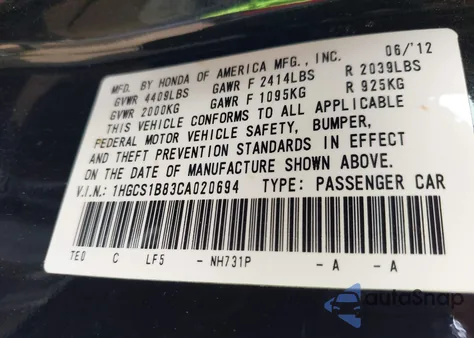 MFD. BY HONDA OF AMERICA MFG., INC. 06/12
GVWR 4409LBS GAWR F 2414LBS R 2039LBS
GVWR 2000KG GAWR F 1095KG R 925KG
THIS VEHICLE CONFORMS TO ALL APPLICABLE
FEDERAL MOTOR VEHICLE SAFETY, BUMPER,
AND THEFT PREVENTION STANDARDS IN EFFECT
ON THE DATE OF MANUFACTURE SHOWN ABOVE.
V.I.N.: 1HGCS1B83CA020694 TYPE: PASSENGER CAR
TE0 C LF5 -NH731P -A -A
autoSnap